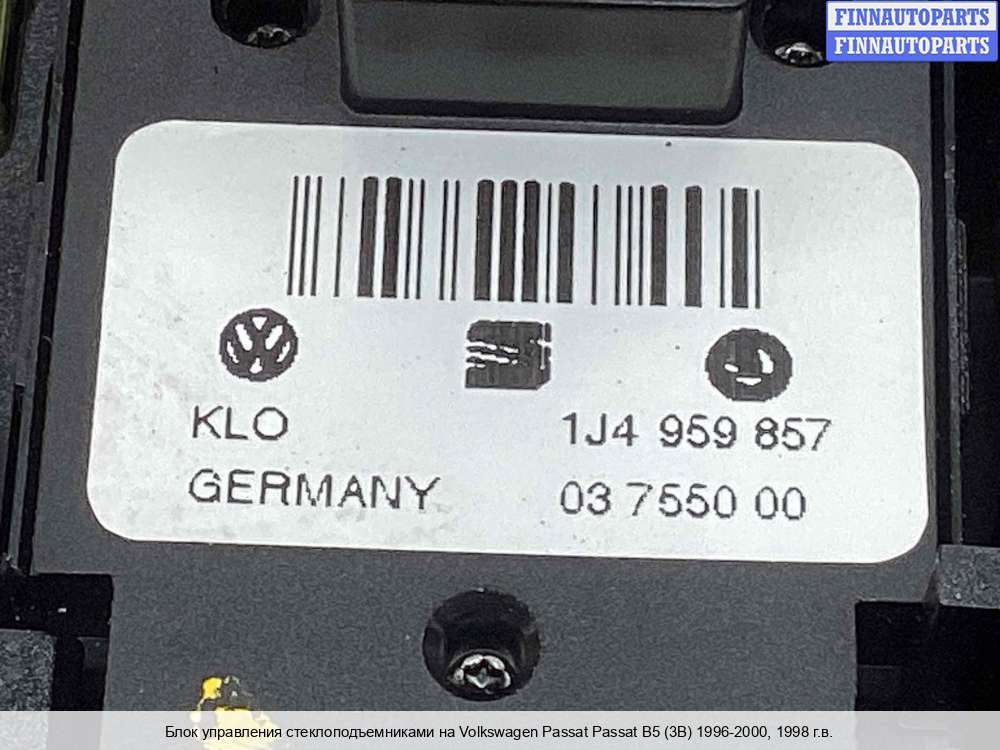 FINNAUTOPARTS
FINNAUTOPARTS
KLO
1J4 959 857
GERMANY
03 7550 00
Блок управления стеклоподъемниками на Volkswagen Passat Passat B5 (3B) 1996-2000, 1998 г.в.